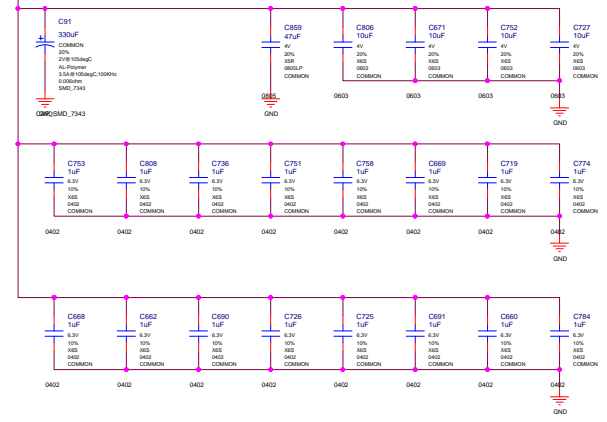 C91
330uF
COMMON
20%
2V@105degC
AL-Polymer
3.5A@105degC,100KHz
0.006ohm
SMD_7343
GND
CAP_SMD_7343
C859
47uF
4V
20%
X5R
0805LP
COMMON
0805
GND
C806
10uF
4V
20%
X6S
0603
COMMON
0603
C671
10uF
4V
20%
X6S
0603
COMMON
0603
C752
10uF
4V
20%
X6S
0603
COMMON
0603
C727
10uF
4V
20%
X6S
0603
COMMON
0603
GND
C753
1uF
6.3V
10%
X6S
0402
COMMON
0402
C808
1uF
6.3V
10%
X6S
0402
COMMON
0402
C736
1uF
6.3V
10%
X6S
0402
COMMON
0402
C751
1uF
6.3V
10%
X6S
0402
COMMON
0402
C758
1uF
6.3V
10%
X6S
0402
COMMON
0402
C669
1uF
6.3V
10%
X6S
0402
COMMON
0402
C719
1uF
6.3V
10%
X6S
0402
COMMON
0402
C774
1uF
6.3V
10%
X6S
0402
COMMON
0402
GND
C668
1uF
6.3V
10%
X6S
0402
COMMON
0402
C662
1uF
6.3V
10%
X6S
0402
COMMON
0402
C690
1uF
6.3V
10%
X6S
0402
COMMON
0402
C726
1uF
6.3V
10%
X6S
0402
COMMON
0402
C725
1uF
6.3V
10%
X6S
0402
COMMON
0402
C691
1uF
6.3V
10%
X6S
0402
COMMON
0402
C660
1uF
6.3V
10%
X6S
0402
COMMON
0402
C784
1uF
6.3V
10%
X6S
0402
COMMON
0402
GND